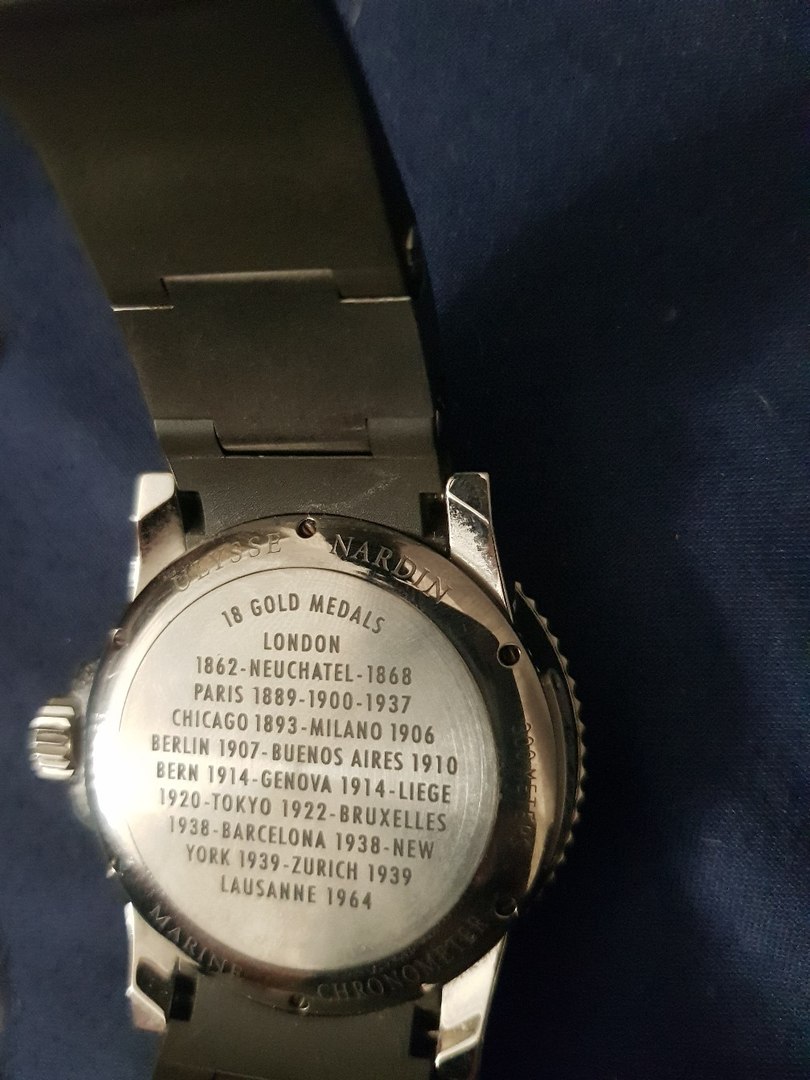 ULYSSE NARDIN
18 GOLD MEDALS
LONDON
1862-NEUCHATEL-1868
PARIS 1889-1900-1937
CHICAGO 1893-MILANO 1906
BERLIN 1907-BUENOS AIRES 1910
BERN 1914-GENOVA 1914-LIEGE
1920-TOKYO 1922-BRUXELLES
1938-BARCELONA 1938-NEW
YORK 1939-ZURICH 1939
LAUSANNE 1964
MARINE CHRONOMETER